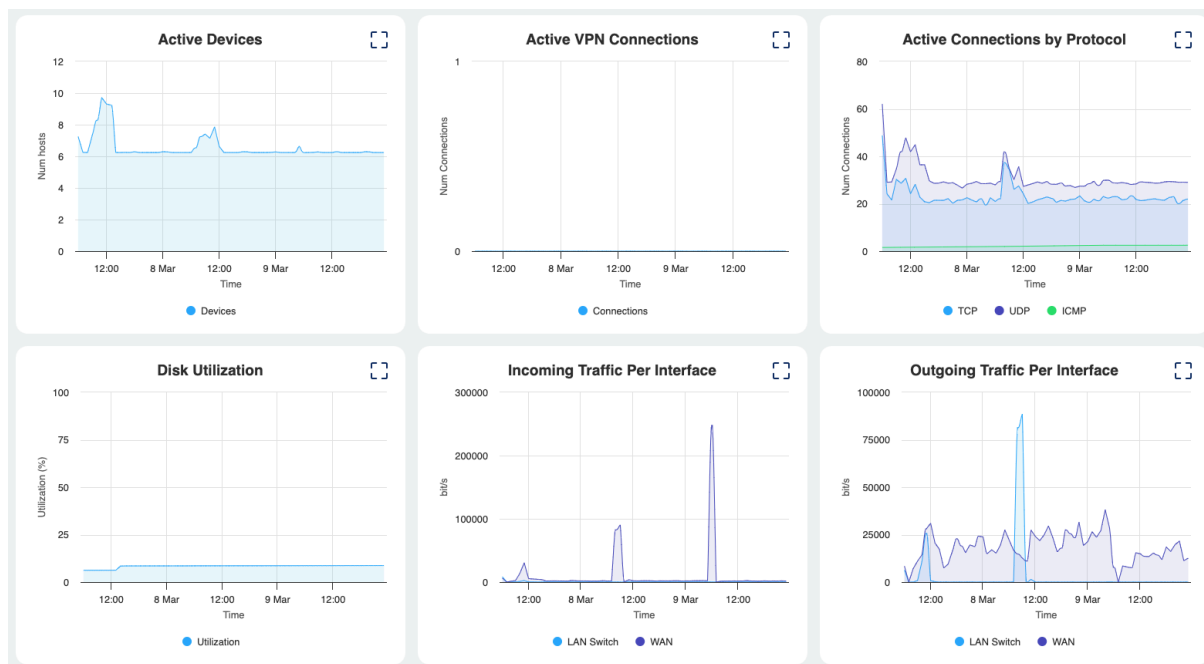 Active Devices
12
10
8
6
4
2
0
Num hosts
12:00 8 Mar 12:00 9 Mar 12:00
Time
Devices
Active VPN Connections
1
0
Num Connections
12:00 8 Mar 12:00 9 Mar 12:00
Time
Connections
Active Connections by Protocol
80
60
40
20
0
Num Connections
12:00 8 Mar 12:00 9 Mar 12:00
Time
TCP UDP ICMP
Disk Utilization
100
75
50
25
0
Utilization (%)
12:00 8 Mar 12:00 9 Mar 12:00
Time
Utilization
Incoming Traffic Per Interface
300000
200000
100000
0
bit/s
12:00 8 Mar 12:00 9 Mar 12:00
Time
LAN Switch WAN
Outgoing Traffic Per Interface
100000
75000
50000
25000
0
bit/s
12:00 8 Mar 12:00 9 Mar 12:00
Time
LAN Switch WAN